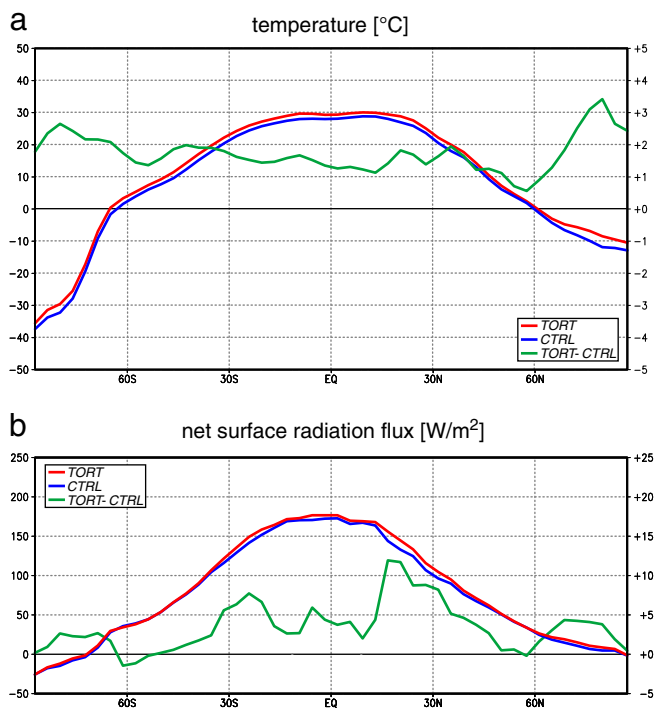 a
temperature [°C]
50 +5
40 +4
30 +3
20 +2
10 +1
0 +0
−10 −1
−20 −2
−30 −3
−40 −4
−50 −5
TORT
CTRL
TORT- CTRL
60S 30S EQ 30N 60N
b
net surface radiation flux [W/m²]
250 +25
200 +20
150 +15
100 +10
50 +5
0 +0
−50 −5
TORT
CTRL
TORT- CTRL
60S 30S EQ 30N 60N